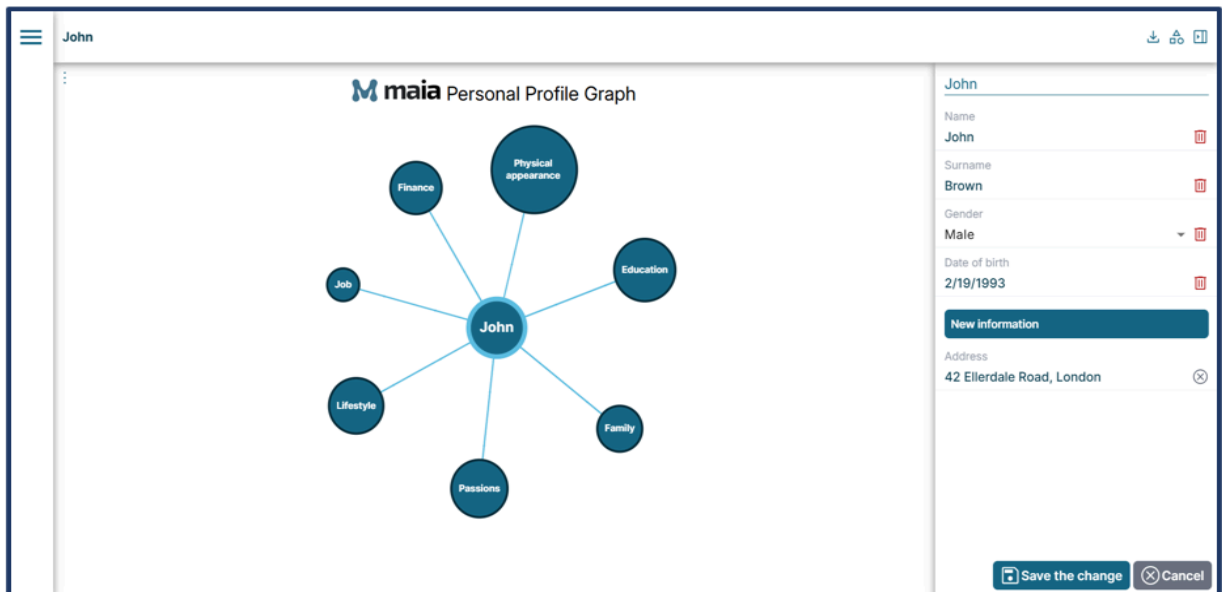 John
maia Personal Profile Graph
Physical
appearance
Finance
Education
Job
John
Lifestyle
Family
Passions
John
Name
John
Surname
Brown
Gender
Male
Date of birth
2/19/1993
New information
Address
42 Ellerdale Road, London
Save the change
Cancel